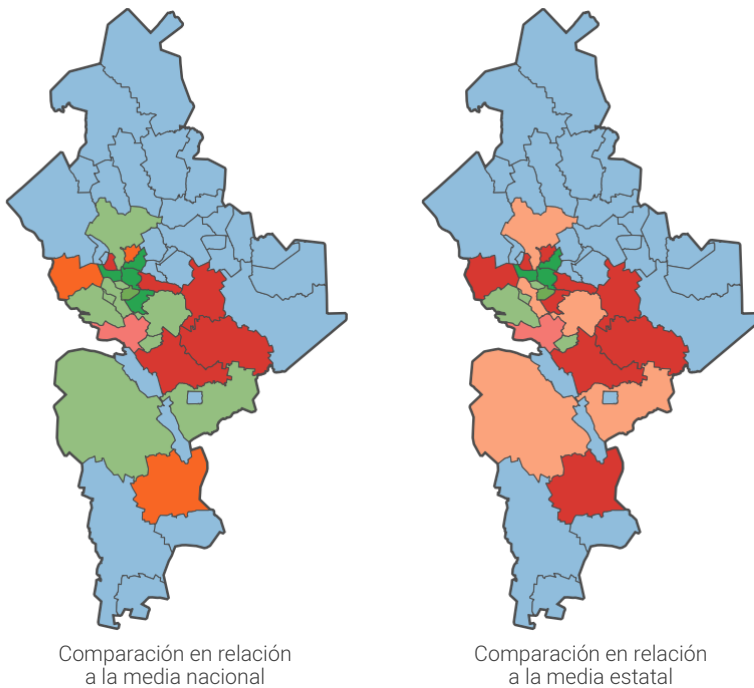 Comparación en relación
a la media nacional
Comparación en relación
a la media estatal